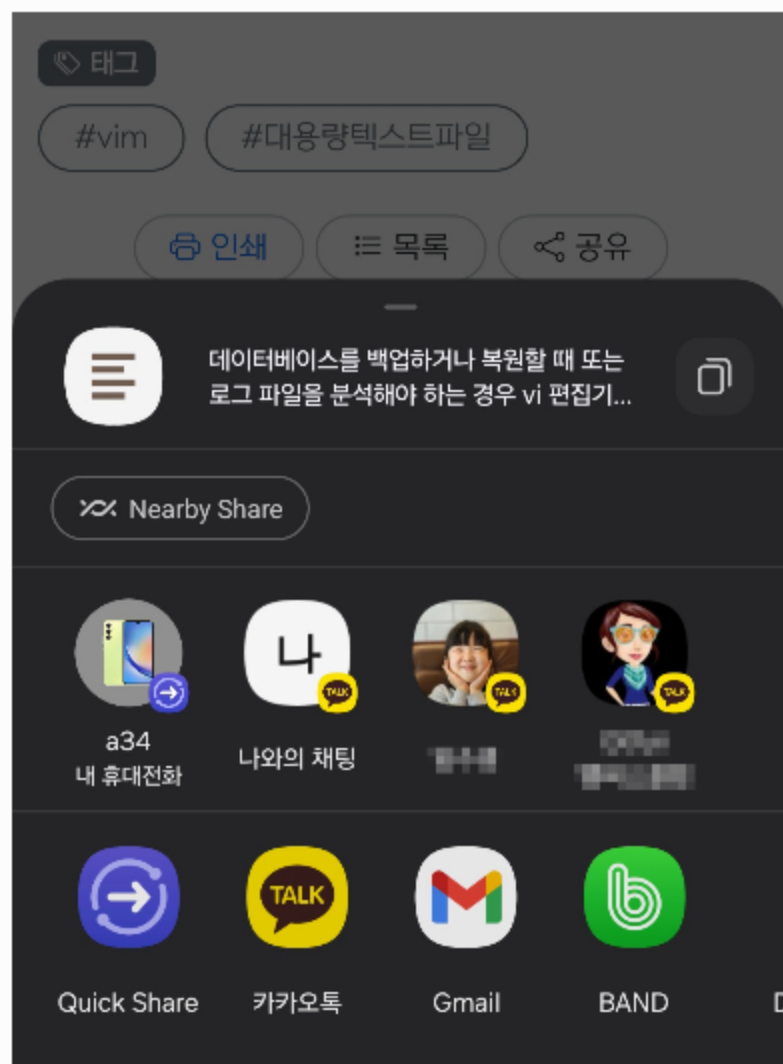 태그
#vim
#대용량텍스트파일
인쇄
목록
공유
데이터베이스를 백업하거나 복원할 때 또는
로그 파일을 분석해야 하는 경우 vi 편집기...
Nearby Share
나
TALK
TALK
TALK
a34
내 휴대전화
나와의 채팅
TALK
Quick Share
카카오톡
Gmail
BAND